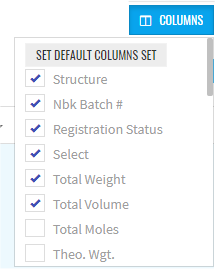 COLUMNS
SET DEFAULT COLUMNS SET
Structure
Nbk Batch #
Registration Status
Select
Total Weight
Total Volume
Total Moles
Theo. Wgt.